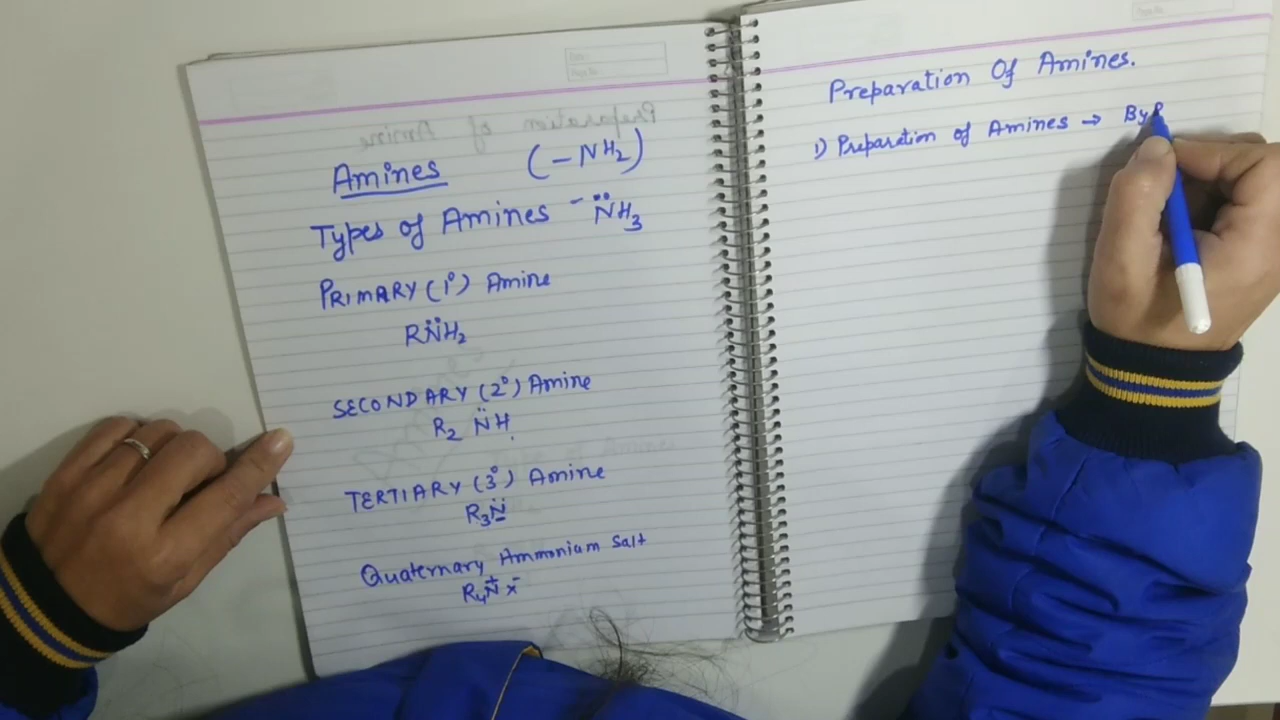 Amines (-NH2)
Types of Amines - N̈H3
PRIMARY (1°) Amine
RN̈H2
SECONDARY (2°) Amine
R2 N̈H
TERTIARY (3°) Amine
R3N̈
Quaternary Ammonium Salt
R4N+ x-
Preparation Of Amines.
1) Preparation of Amines → By R